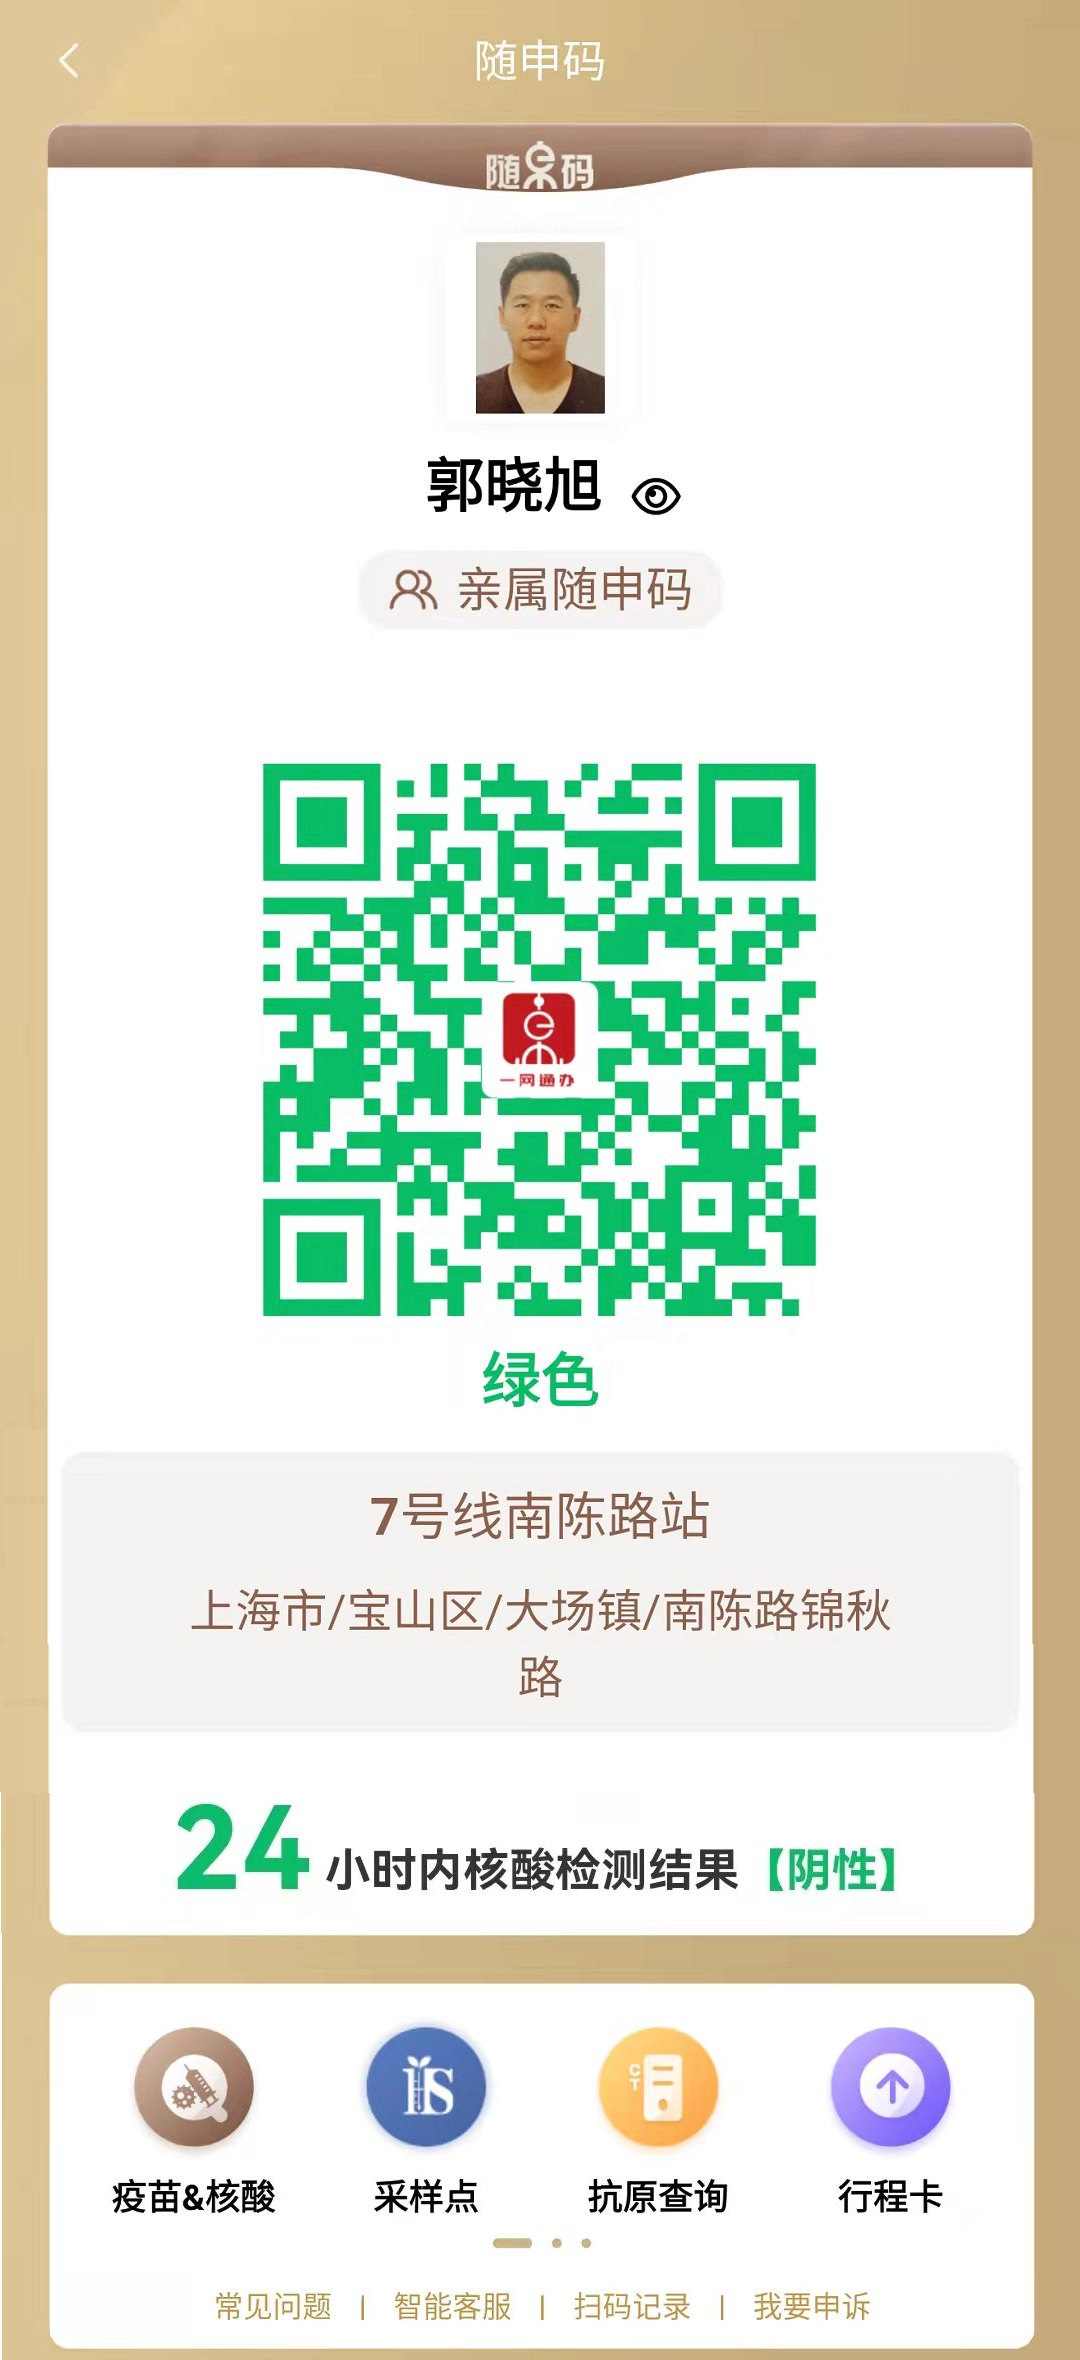 随申码
随申码
郭晓旭
亲属随申码
一网通办
绿色
7号线南陈路站
上海市/宝山区/大场镇/南陈路锦秋
路
24小时内核酸检测结果【阴性】
IS
CT
疫苗&核酸 采样点 抗原查询 行程卡
常见问题 | 智能客服 | 扫码记录 | 我要申诉